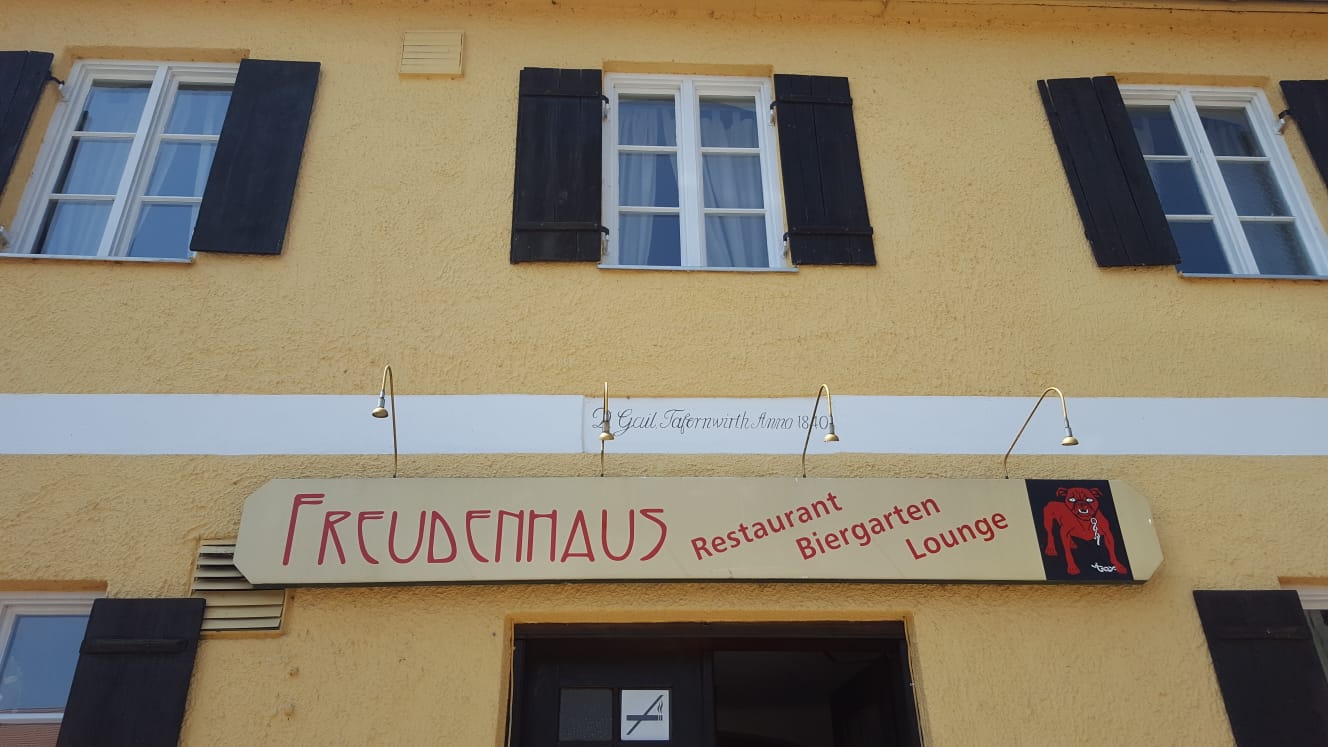 D. Gail Tafernwirth Anno 1840
FREUDENHAUS
Restaurant
Biergarten
Lounge